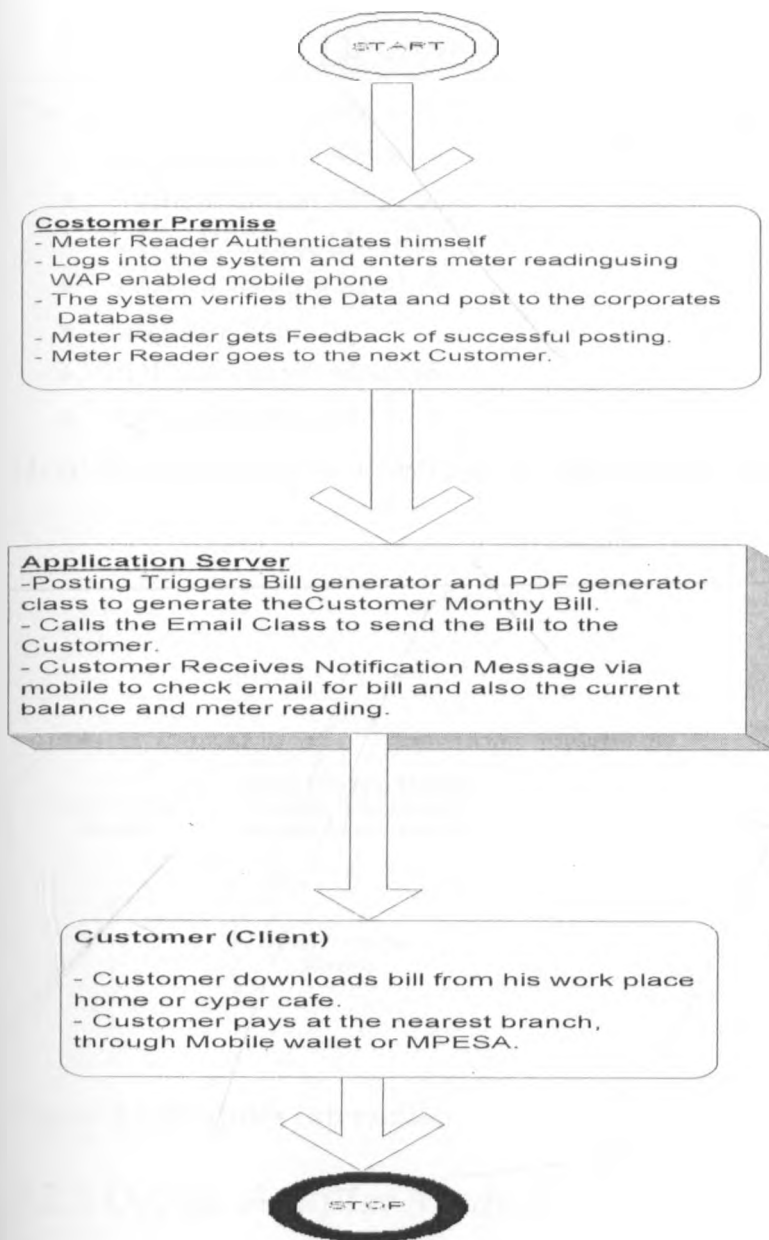 START
Costomer Premise
- Meter Reader Authenticates himself
- Logs into the system and enters meter readingusing
WAP enabled mobile phone
- The system verifies the Data and post to the corporates
Database
- Meter Reader gets Feedback of successful posting.
- Meter Reader goes to the next Customer.
Application Server
-Posting Triggers Bill generator and PDF generator
class to generate theCustomer Monthy Bill.
- Calls the Email Class to send the Bill to the
Customer.
- Customer Receives Notification Message via
mobile to check email for bill and also the current
balance and meter reading.
Customer (Client)
- Customer downloads bill from his work place
home or cyper cafe.
- Customer pays at the nearest branch,
through Mobile wallet or MPESA.
STOP